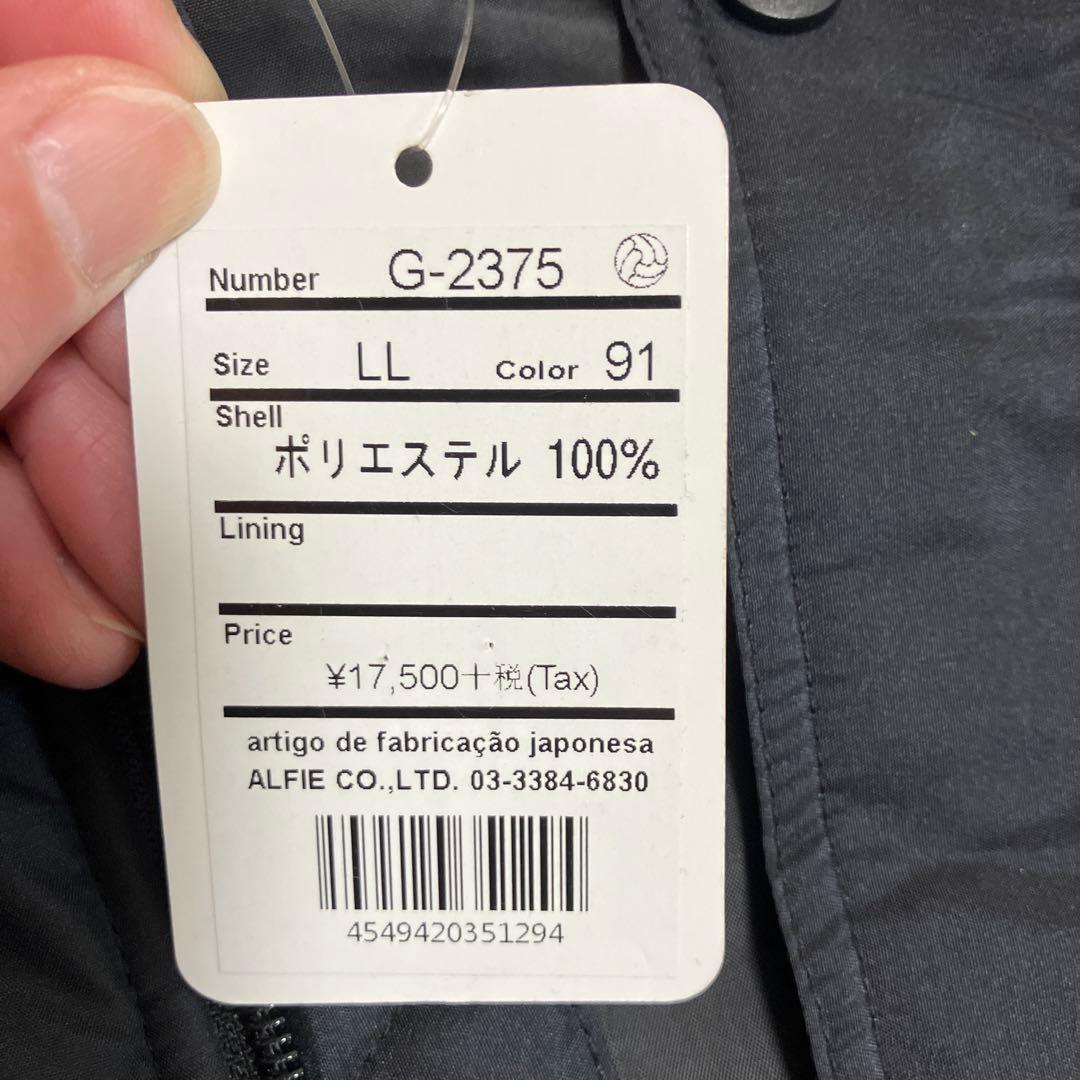 Number G-2375
Size LL Color 91
Shell
ポリエステル 100%
Lining
Price
¥17,500+税(Tax)
artigo de fabricação japonesa
ALFIE CO.,LTD. 03-3384-6830
4549420351294